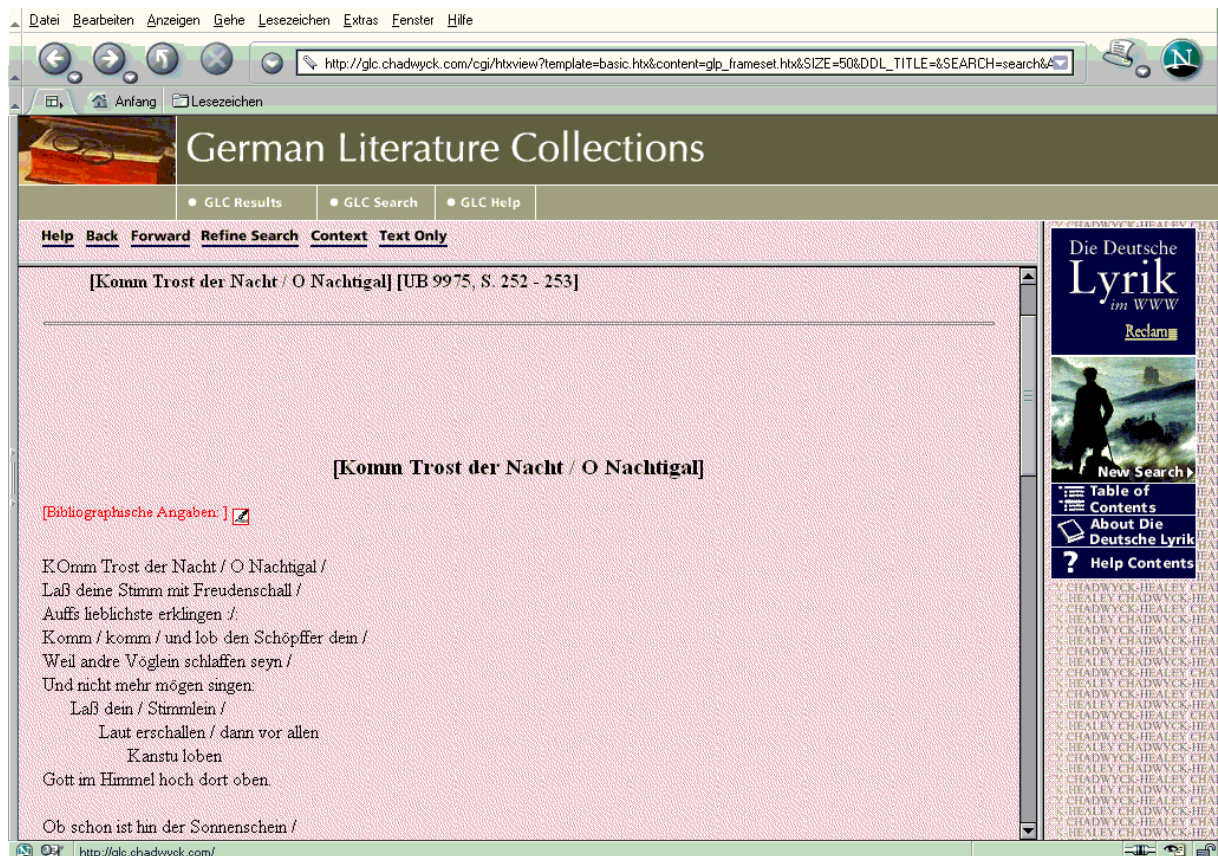 Datei Bearbeiten Anzeigen Gehe Lesezeichen Extras Fenster Hilfe
http://glc.chadwyck.com/cgi/htxview?template=basic.htx&content=glp_frameset.htx&SIZE=50&DDL_TITLE=&SEARCH=search&A
Anfang Lesezeichen
German Literature Collections
GLC Results GLC Search GLC Help
Help Back Forward Refine Search Context Text Only
[Komm Trost der Nacht / O Nachtigal] [UB 9975, S. 252 - 253]
[Komm Trost der Nacht / O Nachtigal]
[Bibliographische Angaben: ]
KOmm Trost der Nacht / O Nachtigal /
Laß deine Stimm mit Freudenschall /
Auffs lieblichste erklingen :/:
Komm / komm / und lob den Schöpffer dein /
Weil andre Vöglein schlaffen seyn /
Und nicht mehr mögen singen:
Laß dein / Stimmlein /
Laut erschallen / dann vor allen
Kanstu loben
Gott im Himmel hoch dort oben.
Ob schon ist hin der Sonnenschein /
Die Deutsche
Lyrik
im WWW
Reclam
New Search
Table of
Contents
About Die
Deutsche Lyrik
? Help Contents
http://glc.chadwyck.com/